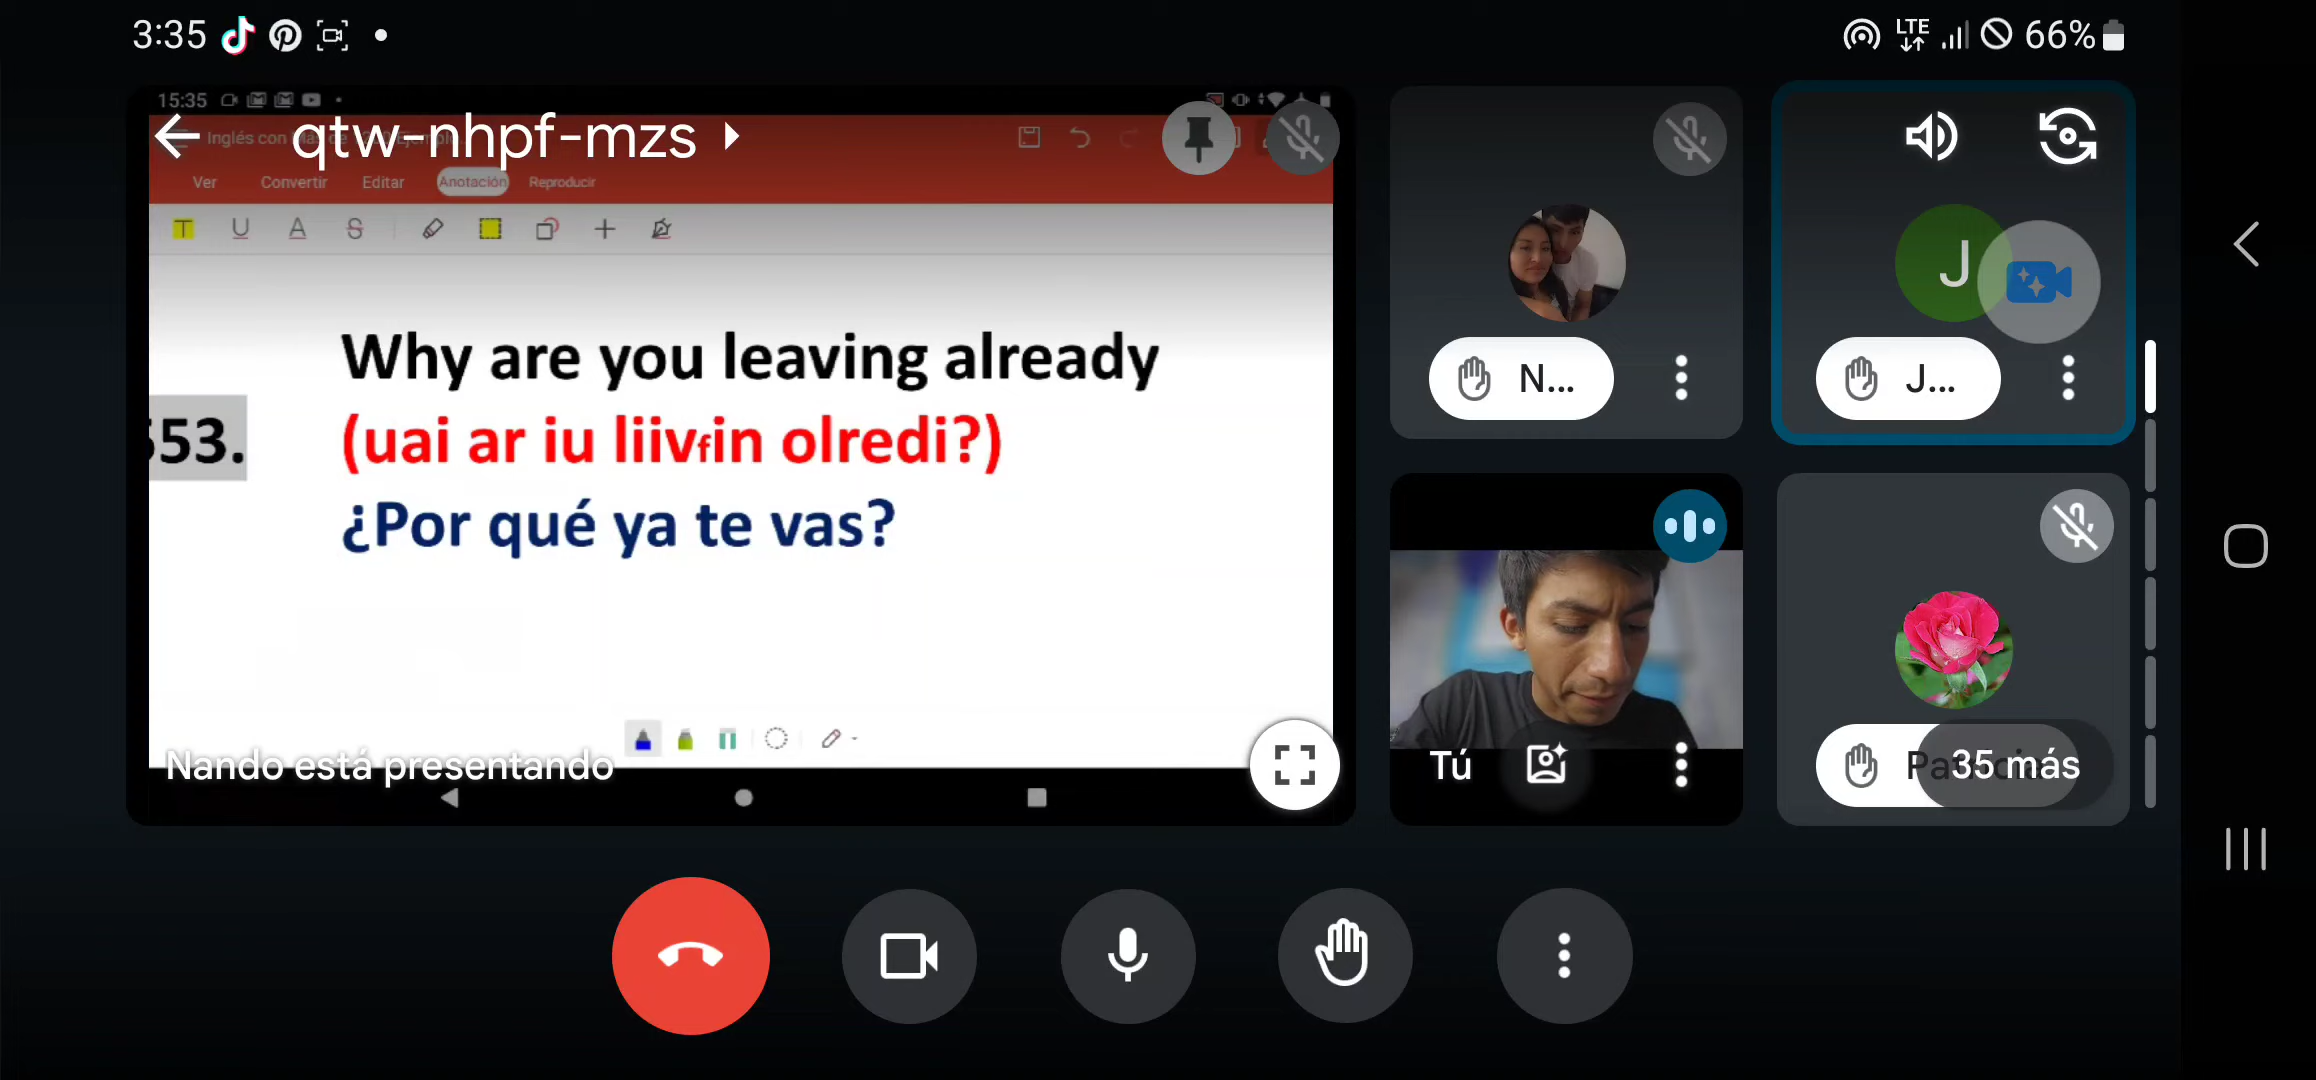 3:35
LTE 66%
15:35
qtw-nhpf-mzs
Inglés con
Ver Convertir Editar Anotación Reproducir
T U A S
Why are you leaving already
553.
(uai ar iu liivfin olredi?)
¿Por qué ya te vas?
Nando está presentando
N...
J
J...
Tú
35 más